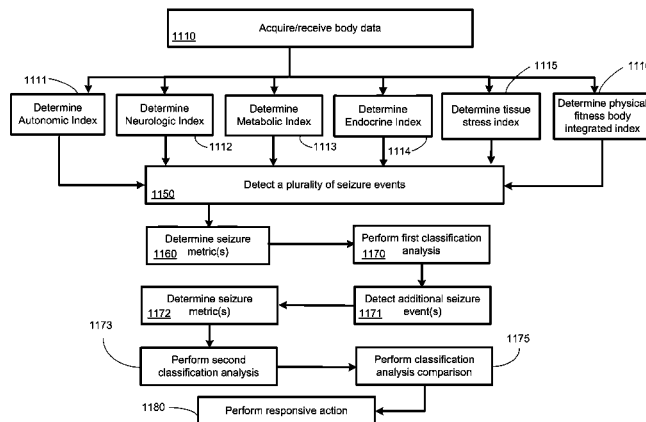 Acquire/receive body data
1110
1111
1115
1116
Determine
Autonomic Index
Determine
Neurologic Index
Determine
Metabolic Index
Determine
Endocrine Index
Determine tissue
stress index
Determine physical
fitness body
integrated index
1112
1113
1114
Detect a plurality of seizure events
1150
Determine seizure
metric(s)
1160
Perform first classification
analysis
1170
Determine seizure
metric(s)
1172
Detect additional seizure
event(s)
1171
1173
Perform second
classification analysis
Perform classification
analysis comparison
1175
1180
Perform responsive action